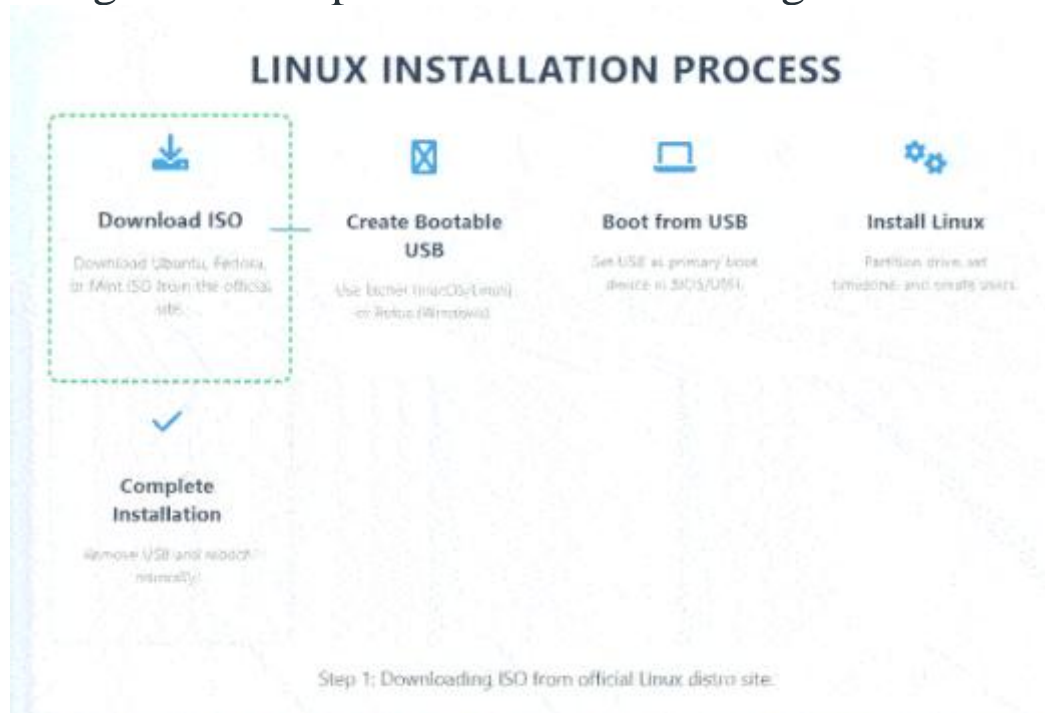 LINUX INSTALLATION PROCESS
Download ISO
Download Ubuntu, Fedora,
or Mint ISO from the official
site.
Create Bootable
USB
Use Etcher (macOS/Linux)
or Rufus (Windows)
Boot from USB
Set USB as primary boot
device in BIOS/UEFI.
Install Linux
Partition drive, set
timezone, and create users.
Complete
Installation
Remove USB and reboot
normally!
Step 1: Downloading ISO from official Linux distro site.